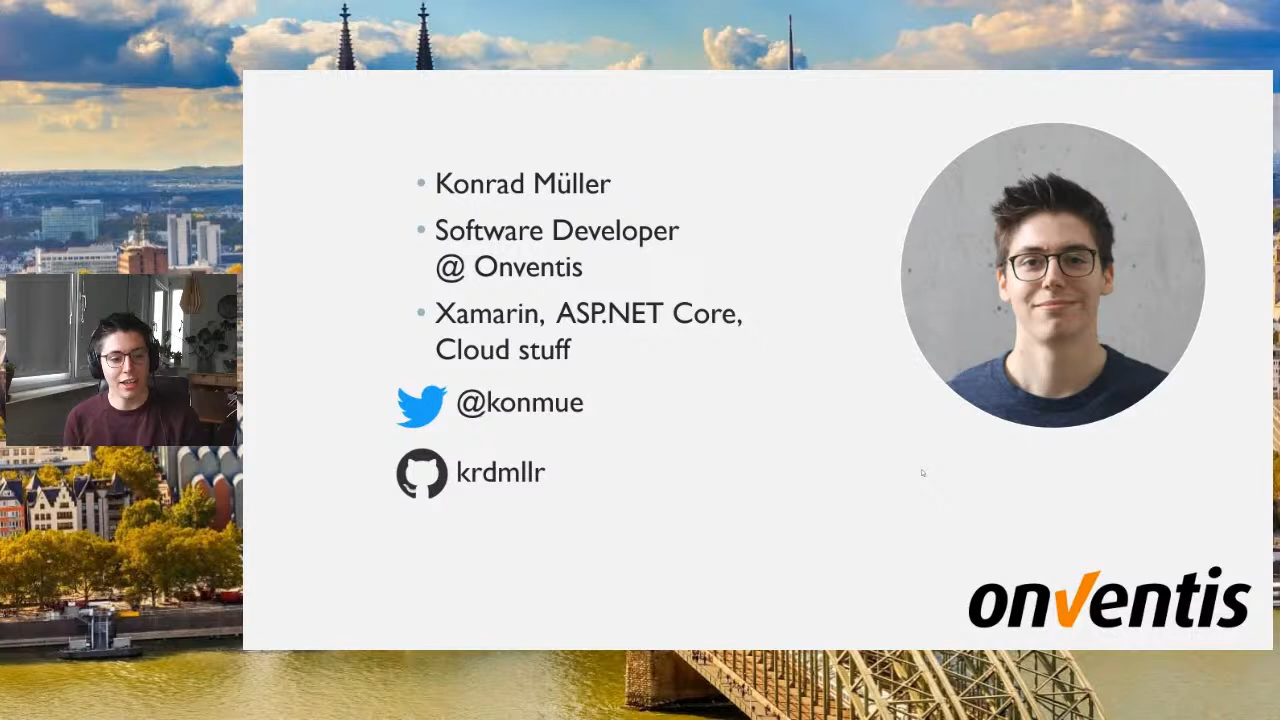 Konrad Müller
Software Developer
@ Onventis
Xamarin, ASP.NET Core,
Cloud stuff
@konmue
krdmllr
onventis